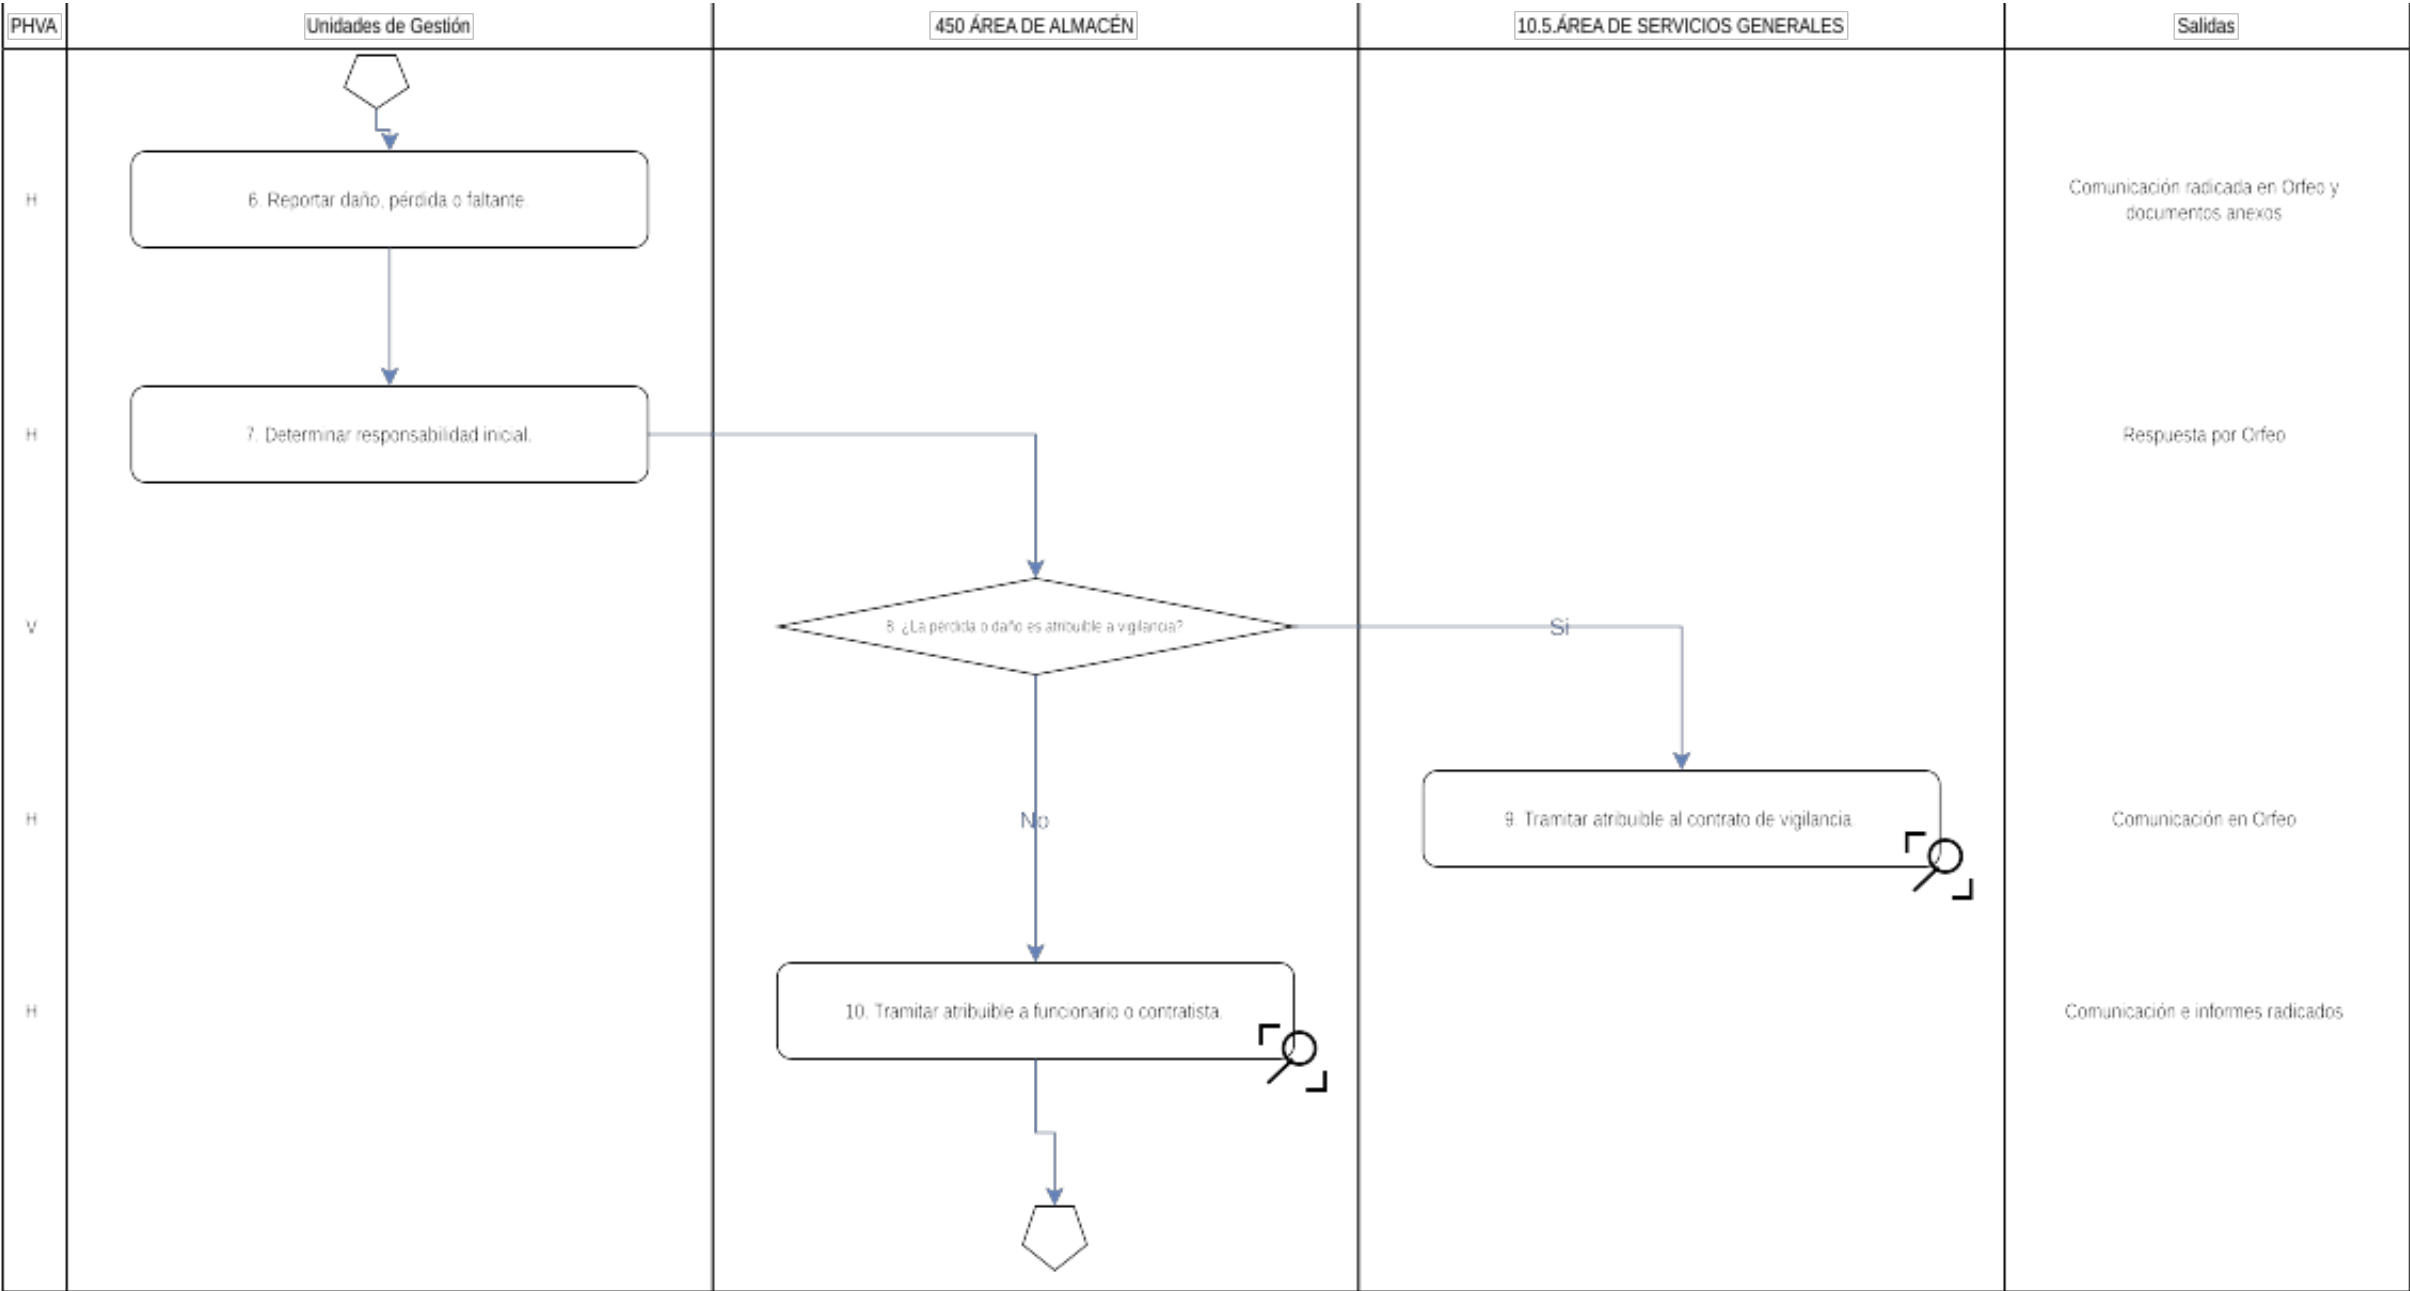 PHVA
Unidades de Gestión
450 ÁREA DE ALMACÉN
10.5.ÁREA DE SERVICIOS GENERALES
Salidas
H
6. Reportar daño, pérdida o faltante.
Comunicación radicada en Orfeo y
documentos anexos
H
7. Determinar responsabilidad inicial.
Respuesta por Orfeo
V
8. ¿La pérdida o daño es atribuible a vigilancia?
Si
H
No
9. Tramitar atribuible al contrato de vigilancia.
Comunicación en Orfeo
H
10. Tramitar atribuible a funcionario o contratista.
Comunicación e informes radicados